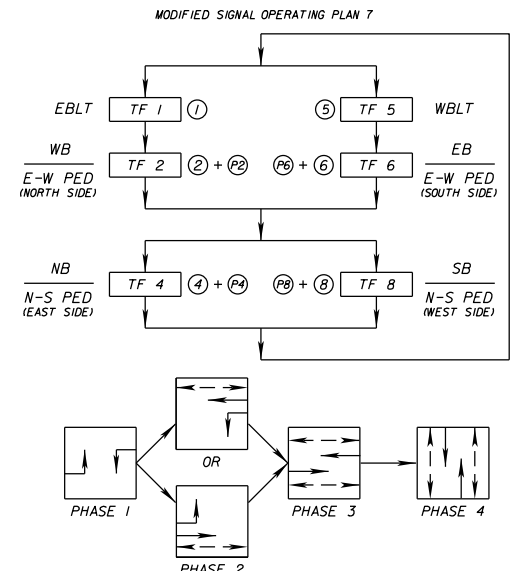 MODIFIED SIGNAL OPERATING PLAN 7
EBLT TF 1 1 5 TF 5 WBLT
WB EB
TF 2 2 + P2 P6 + 6 TF 6
E-W PED E-W PED
(NORTH SIDE) (SOUTH SIDE)
NB SB
TF 4 4 + P4 P8 + 8 TF 8
N-S PED N-S PED
(EAST SIDE) (WEST SIDE)
OR
PHASE 1 PHASE 3 PHASE 4
PHASE 2